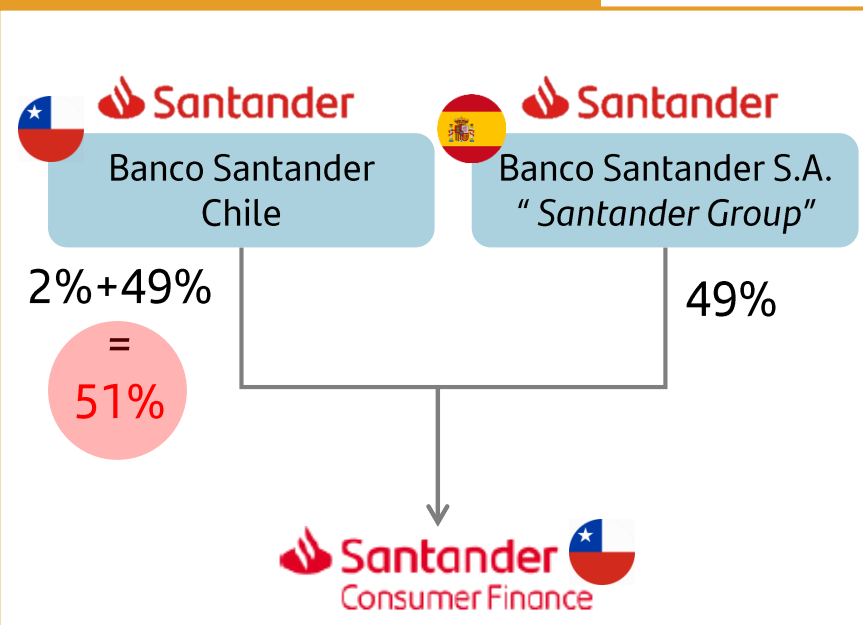 Santander
Santander
Banco Santander
Chile
Banco Santander S.A.
“ Santander Group”
2%+49%
=
51%
49%
Santander
Consumer Finance